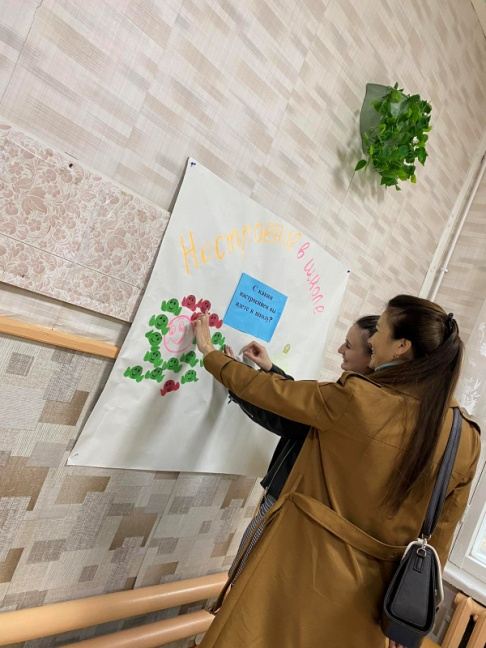 Настроение в школе
С каким
настроением вы
идете в школу?